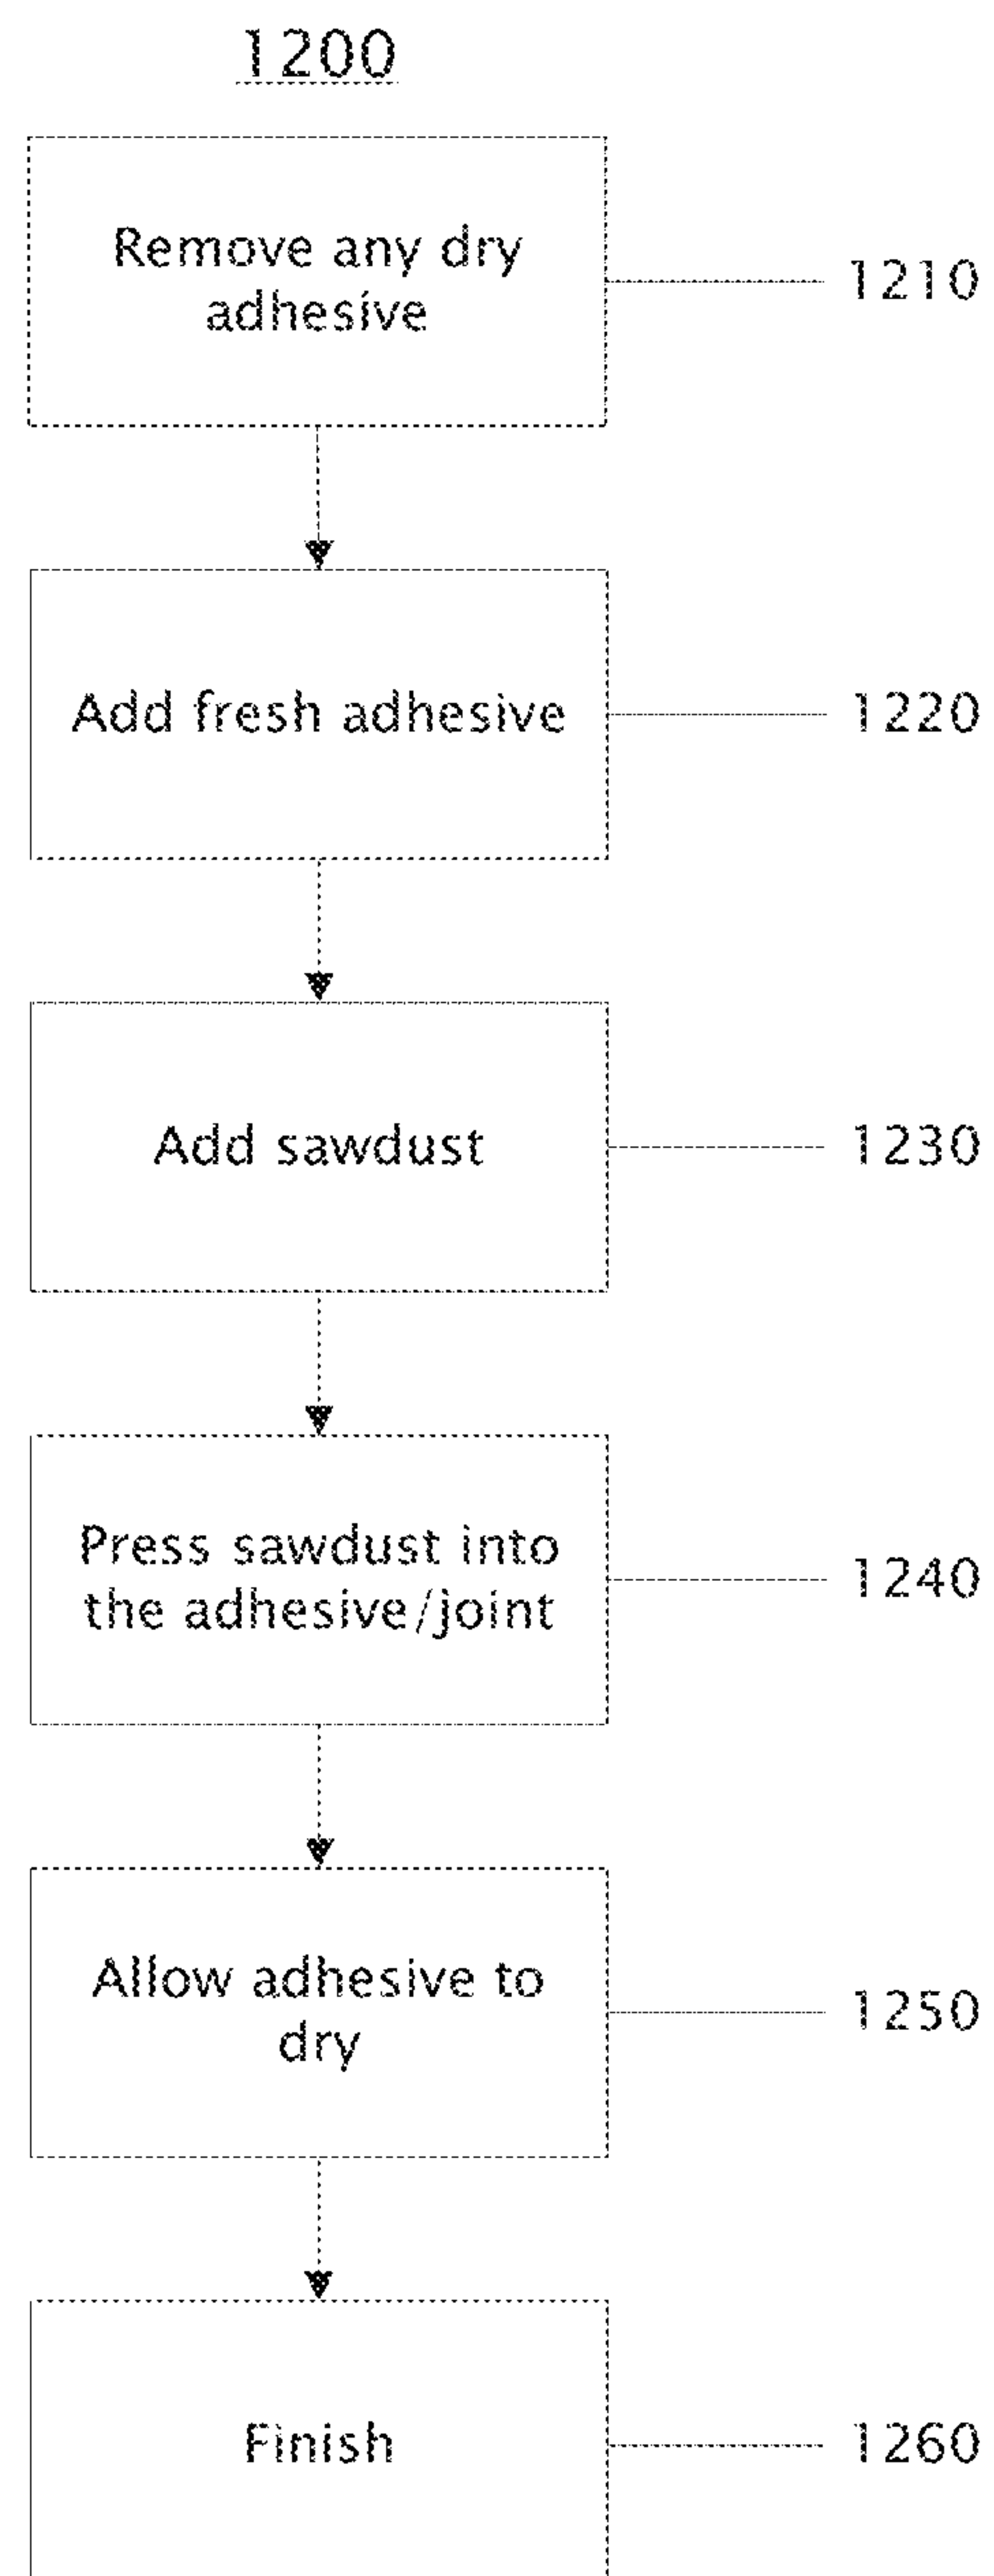 1200
Remove any dry
adhesive
1210
Add fresh adhesive
1220
Add sawdust
1230
Press sawdust into
the adhesive/joint
1240
Allow adhesive to
dry
1250
Finish
1260